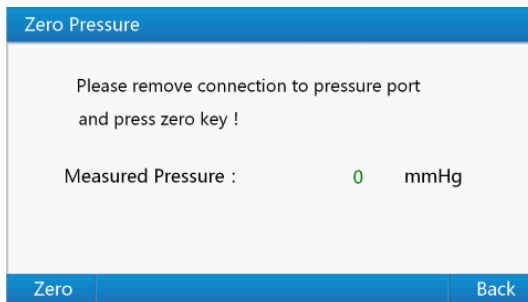 Zero Pressure
Please remove connection to pressure port
and press zero key !
Measured Pressure : 0 mmHg
Zero Back